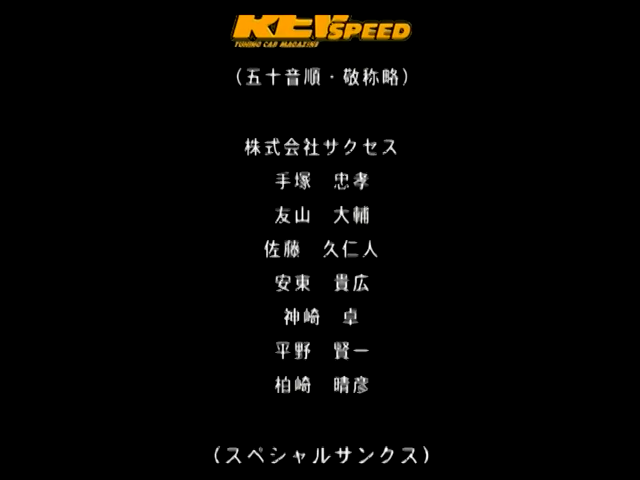 REV SPEED
TUNING CAR MAGAZINE
(五十音順・敬称略)
株式会社サクセス
手塚　忠孝
友山　大輔
佐藤　久仁人
安東　貴広
神崎　卓
平野　賢一
柏崎　晴彦
(スペシャルサンクス)